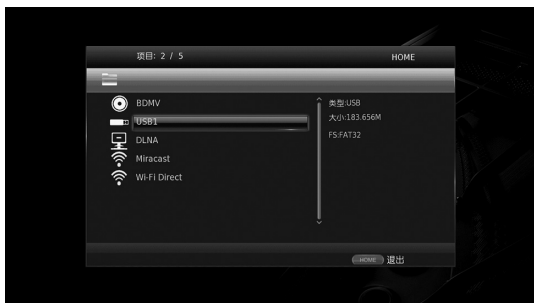 项目: 2 / 5
HOME
BDMV
USB1
DLNA
Miracast
Wi-Fi Direct
类型:USB
大小:183.656M
FS:FAT32
HOME 退出